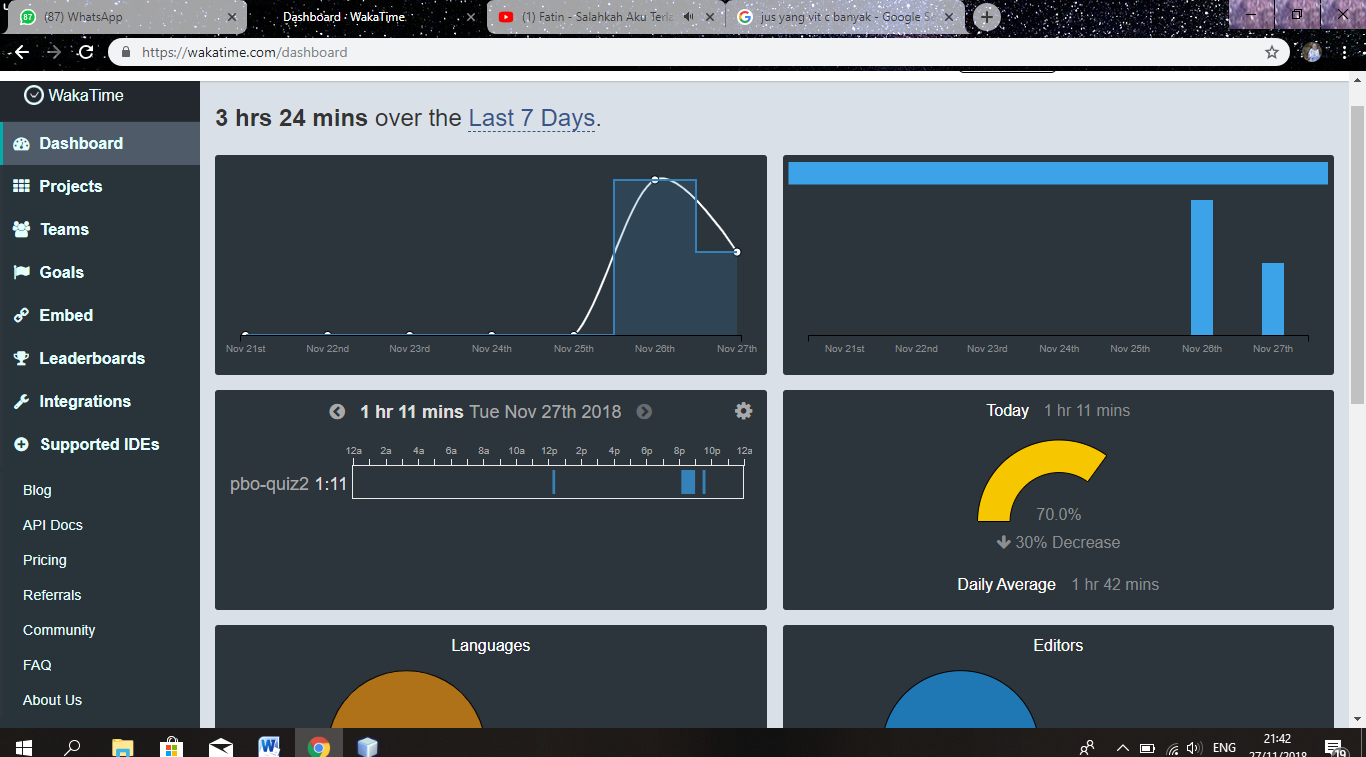 (87) WhatsApp
Dashboard · WakaTime
(1) Fatin - Salahkah Aku Terla
jus yang vit c banyak - Google S
https://wakatime.com/dashboard
WakaTime
Dashboard
Projects
Teams
Goals
Embed
Leaderboards
Integrations
Supported IDEs
Blog
API Docs
Pricing
Referrals
Community
FAQ
About Us
3 hrs 24 mins over the Last 7 Days.
Nov 21st Nov 22nd Nov 23rd Nov 24th Nov 25th Nov 26th Nov 27th
Nov 21st Nov 22nd Nov 23rd Nov 24th Nov 25th Nov 26th Nov 27th
1 hr 11 mins Tue Nov 27th 2018
12a 2a 4a 6a 8a 10a 12p 2p 4p 6p 8p 10p 12a
pbo-quiz2 1:11
Today 1 hr 11 mins
70.0%
30% Decrease
Daily Average 1 hr 42 mins
Languages
Editors
ENG
21:42
27/11/2018
19